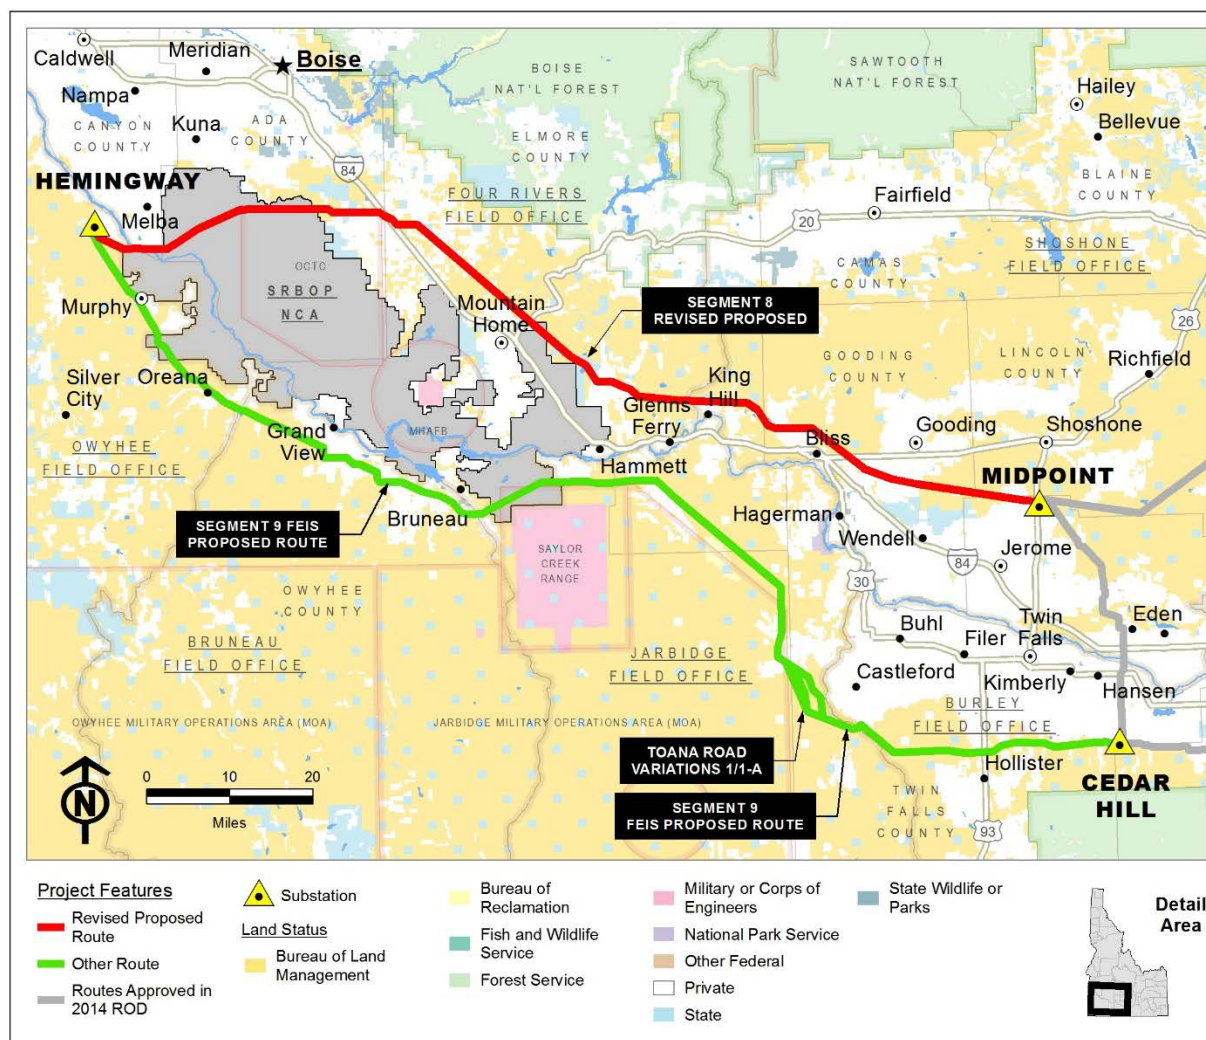 Caldwell
Meridian
Boise
Nampa
CANYON
COUNTY
Kuna
ADA
COUNTY
84
BOISE
NAT'L FOREST
SAWTOOTH
NAT'L FOREST
ELMORE
COUNTY
Hailey
Bellevue
BLAINE
COUNTY
HEMINGWAY
Melba
FOUR RIVERS
FIELD OFFICE
Fairfield
20
SHOSHONE
FIELD OFFICE
CAMAS
COUNTY
OCTC
SRBOP
NCA
Murphy
Mountain
Home
SEGMENT 8
REVISED PROPOSED
26
GOODING
COUNTY
LINCOLN
COUNTY
Richfield
Silver
City
Oreana
King
Hill
Glenns
Ferry
OWYHEE
FIELD OFFICE
Grand
View
MHAFB
Hammett
Bliss
Gooding
Shoshone
MIDPOINT
SEGMENT 9 FEIS
PROPOSED ROUTE
Bruneau
Hagerman
Wendell
Jerome
84
30
SAYLOR
CREEK
RANGE
OWYHEE
COUNTY
BRUNEAU
FIELD OFFICE
JARBIDGE
FIELD OFFICE
Buhl
Filer
Twin
Falls
Eden
Castleford
Kimberly
Hansen
BURLEY
FIELD OFFICE
OWYHEE MILITARY OPERATIONS AREA (MOA)
JARBIDGE MILITARY OPERATIONS AREA (MOA)
TOANA ROAD
VARIATIONS 1/1-A
SEGMENT 9
FEIS PROPOSED ROUTE
Hollister
CEDAR
HILL
TWIN
FALLS
COUNTY
93
N
0 10 20
Miles
Project Features
Revised Proposed
Route
Other Route
Routes Approved in
2014 ROD
Substation
Land Status
Bureau of Land
Management
Bureau of
Reclamation
Fish and Wildlife
Service
Forest Service
Military or Corps of
Engineers
National Park Service
Other Federal
Private
State
State Wildlife or
Parks
Detail
Area